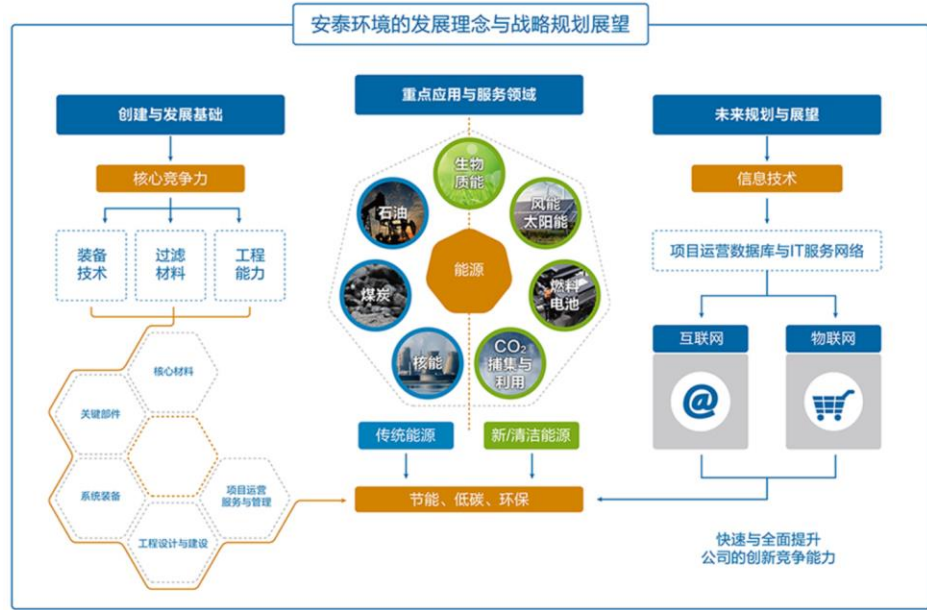 安泰环境的发展理念与战略规划展望
创建与发展基础
核心竞争力
装备
技术
过滤
材料
工程
能力
核心材料
关键部件
系统装备
工程设计与建设
项目运营
服务与管理
重点应用与服务领域
生物
质能
石油
风能
太阳能
能源
煤炭
燃料
电池
核能
CO₂
捕集与
利用
传统能源
新/清洁能源
节能、低碳、环保
未来规划与展望
信息技术
项目运营数据库与IT服务网络
互联网
物联网
@
快速与全面提升
公司的创新竞争能力